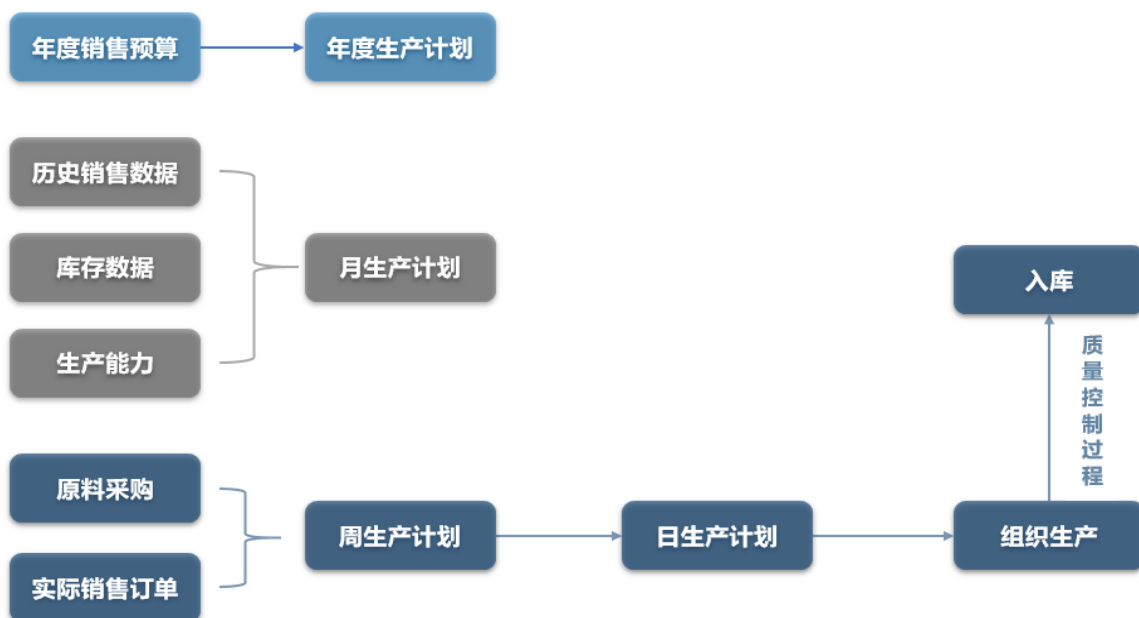 年度销售预算
年度生产计划
历史销售数据
库存数据
月生产计划
生产能力
入库
质量控制过程
原料采购
实际销售订单
周生产计划
日生产计划
组织生产